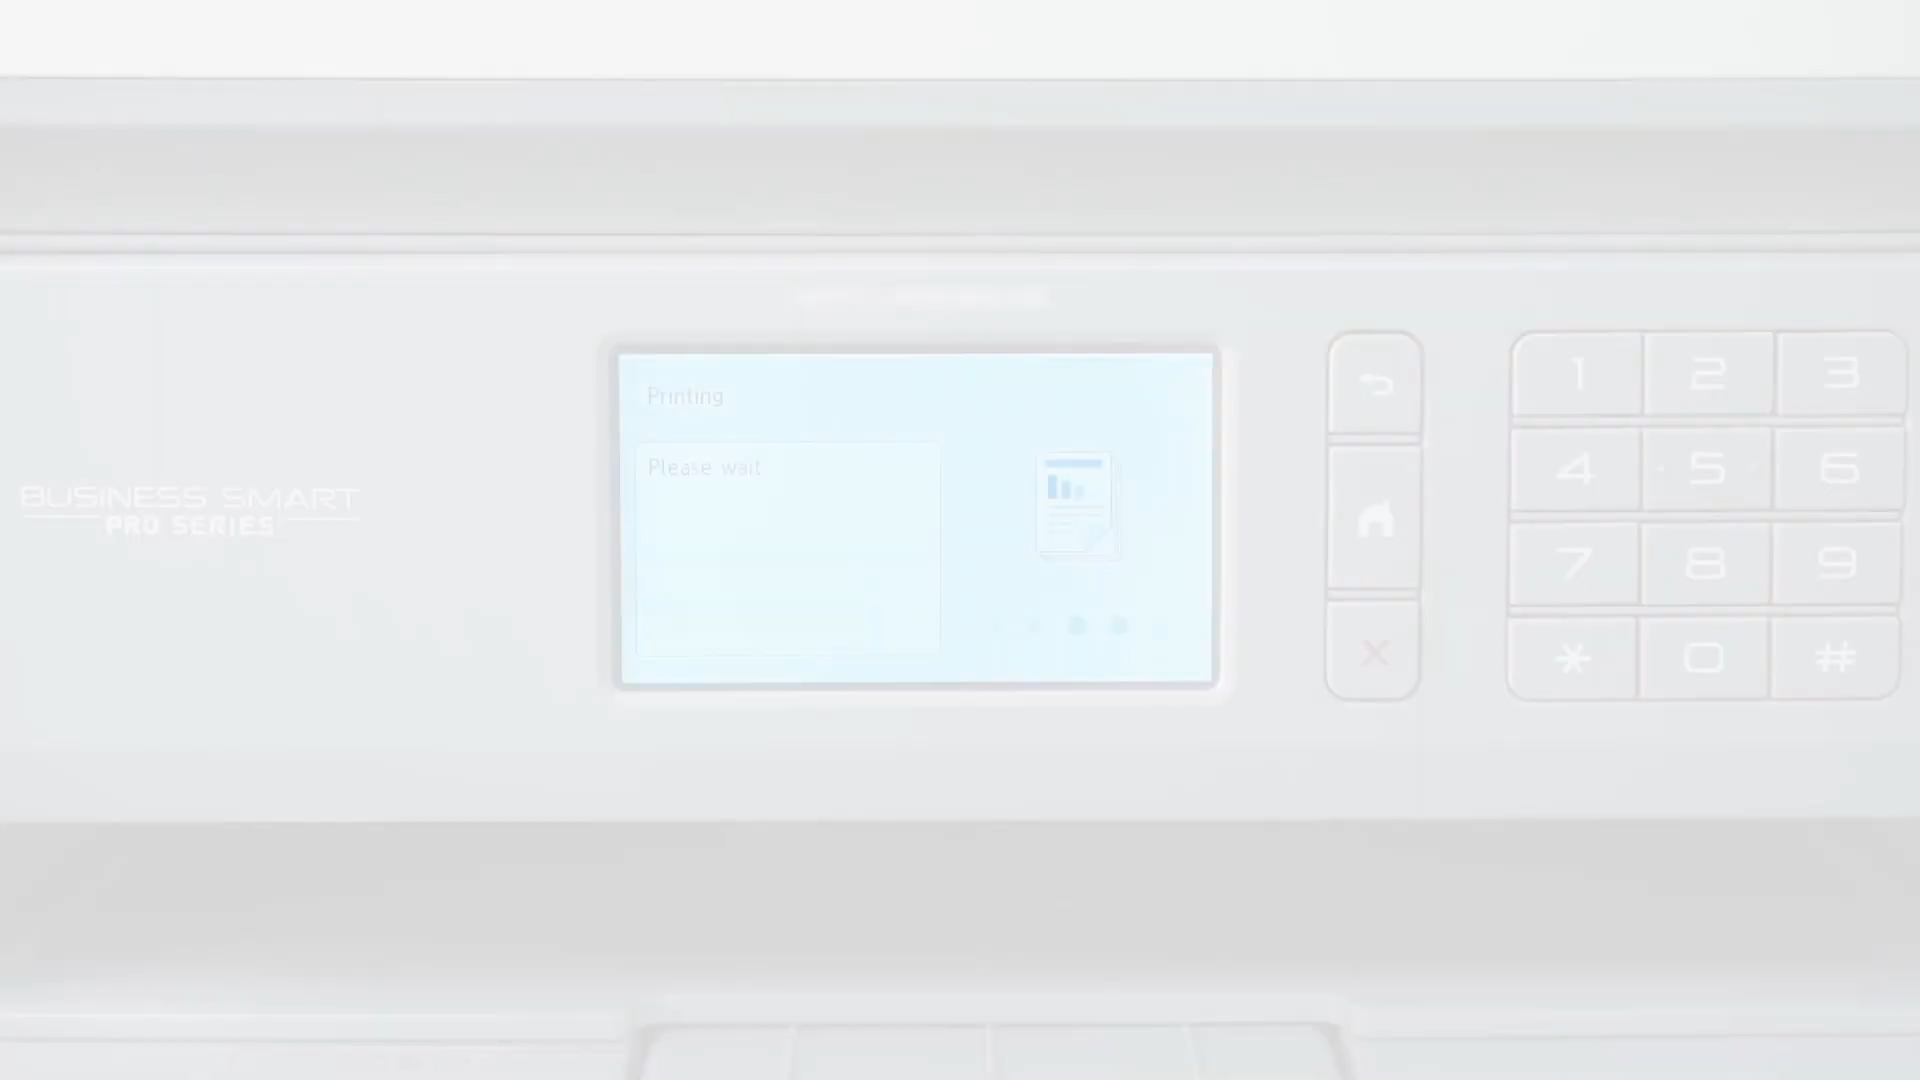 Printing
Please wait
BUSINESS SMART
PRO SERIES
1 2 3
4 5 6
7 8 9
* 0 #